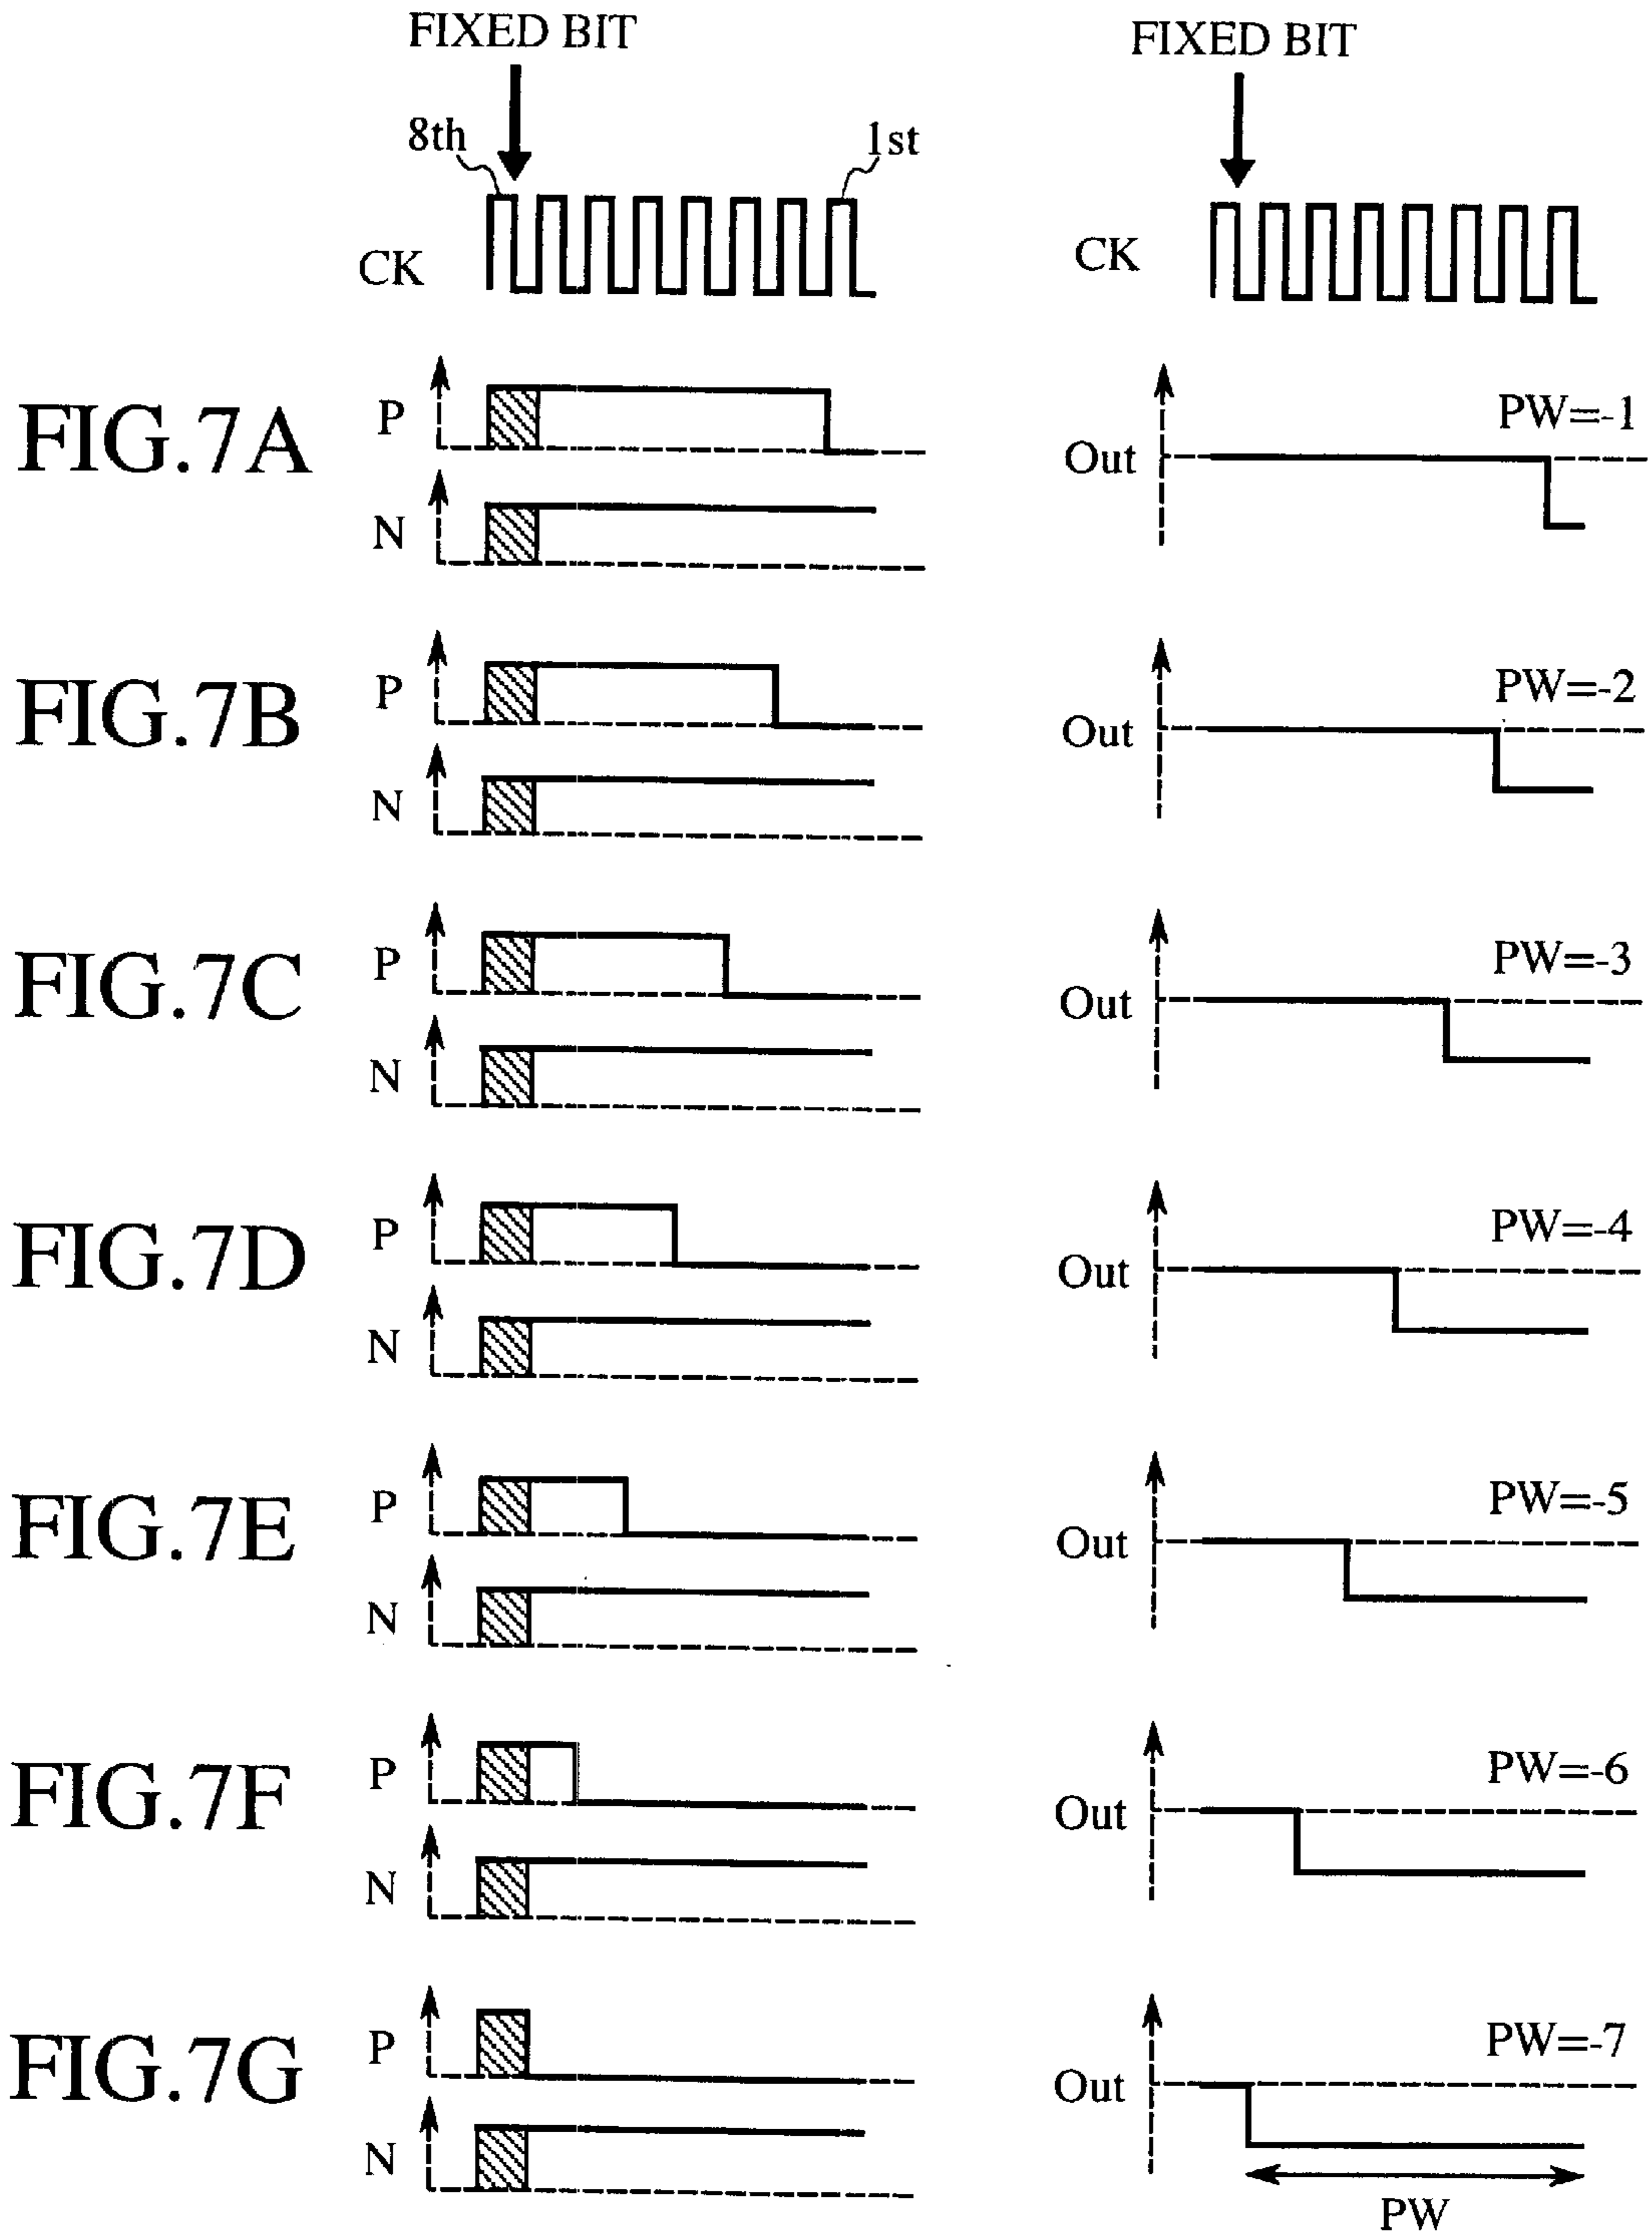 FIXED BIT
FIXED BIT
8th
1st
CK
CK
FIG.7A
P
N
Out
PW=-1
FIG.7B
P
N
Out
PW=-2
FIG.7C
P
N
Out
PW=-3
FIG.7D
P
N
Out
PW=-4
FIG.7E
P
N
Out
PW=-5
FIG.7F
P
N
Out
PW=-6
FIG.7G
P
N
Out
PW=-7
PW